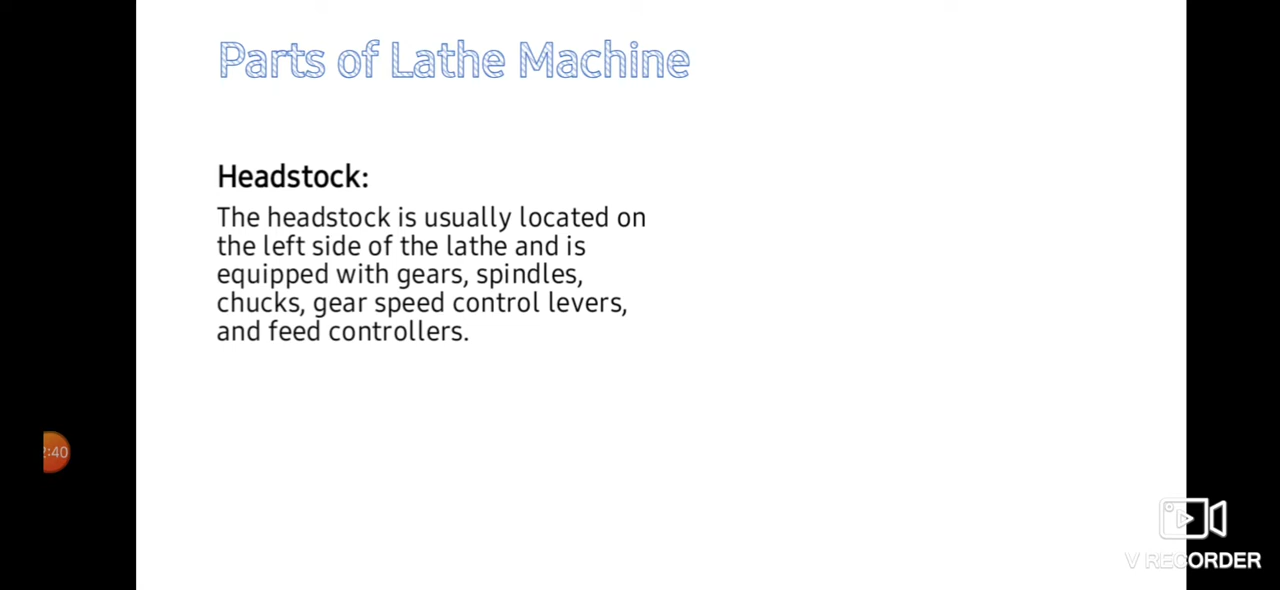 Parts of Lathe Machine
Headstock:
The headstock is usually located on
the left side of the lathe and is
equipped with gears, spindles,
chucks, gear speed control levers,
and feed controllers.
:40
V RECORDER